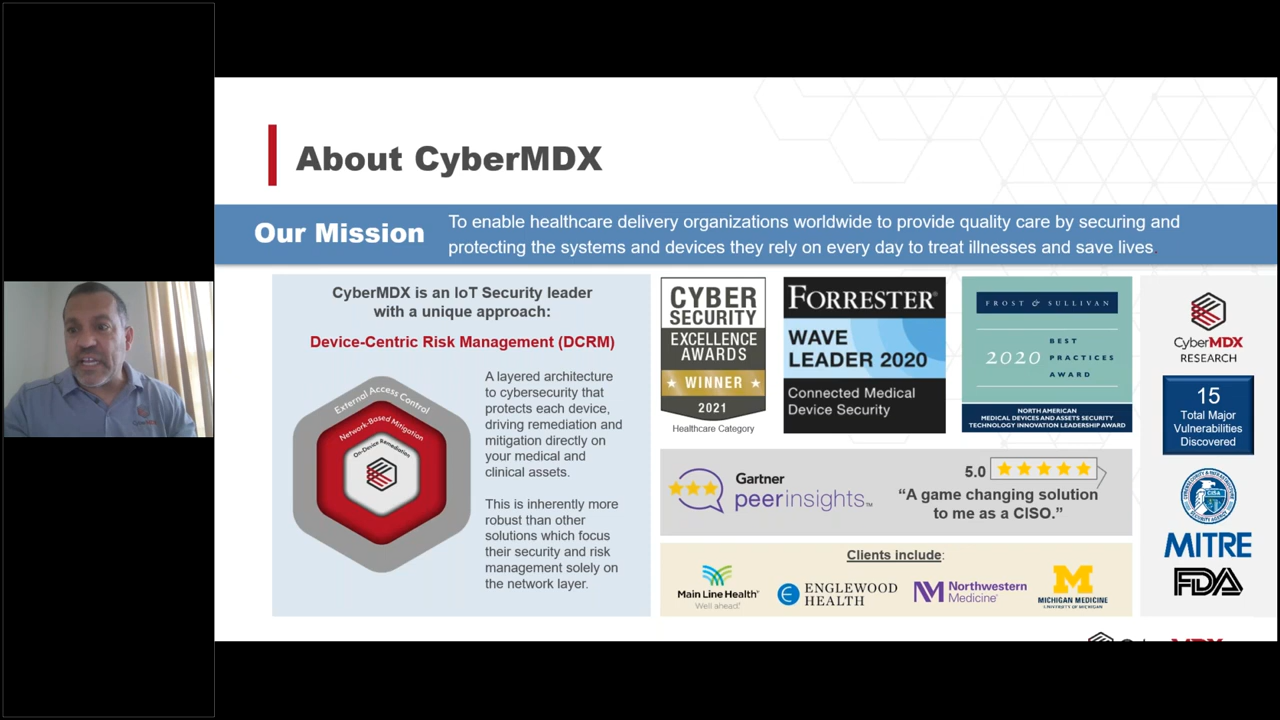 About CyberMDX
Our Mission
To enable healthcare delivery organizations worldwide to provide quality care by securing and
protecting the systems and devices they rely on every day to treat illnesses and save lives.
CyberMDX is an IoT Security leader
with a unique approach:
Device-Centric Risk Management (DCRM)
External Access Control
Network-Based Mitigation
On-Device Remediation
A layered architecture
to cybersecurity that
protects each device,
driving remediation and
mitigation directly on
your medical and
clinical assets.
This is inherently more
robust than other
solutions which focus
their security and risk
management solely on
the network layer.
CYBER
SECURITY
EXCELLENCE
AWARDS
WINNER
2021
Healthcare Category
FORRESTER®
WAVE
LEADER 2020
Connected Medical
Device Security
FROST & SULLIVAN
2020
BEST
PRACTICES
AWARD
NORTH AMERICAN
MEDICAL DEVICES AND ASSETS SECURITY
TECHNOLOGY INNOVATION LEADERSHIP AWARD
Gartner
peerinsights™
5.0
“A game changing solution
to me as a CISO.”
Clients include:
Main Line Health®
Well ahead.®
ENGLEWOOD
HEALTH
Northwestern
Medicine®
M
MICHIGAN MEDICINE
UNIVERSITY OF MICHIGAN
CyberMDX
RESEARCH
15
Total Major
Vulnerabilities
Discovered
CISA
MITRE
FDA